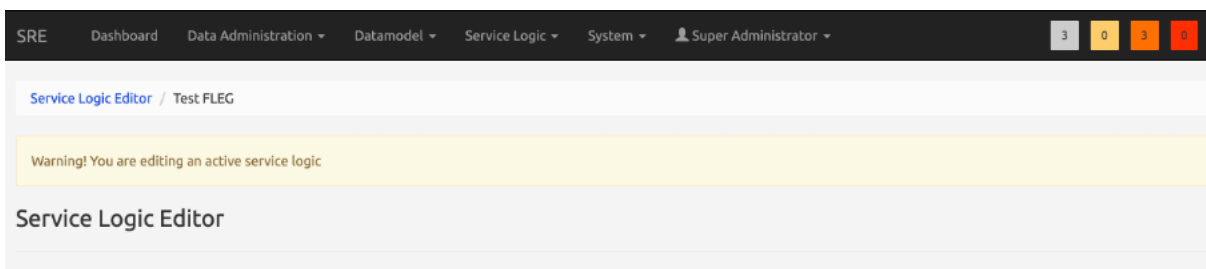 SRE Dashboard Data Administration Datamodel Service Logic System Super Administrator 3 0 3 0
Service Logic Editor / Test FLEG
Warning! You are editing an active service logic
Service Logic Editor